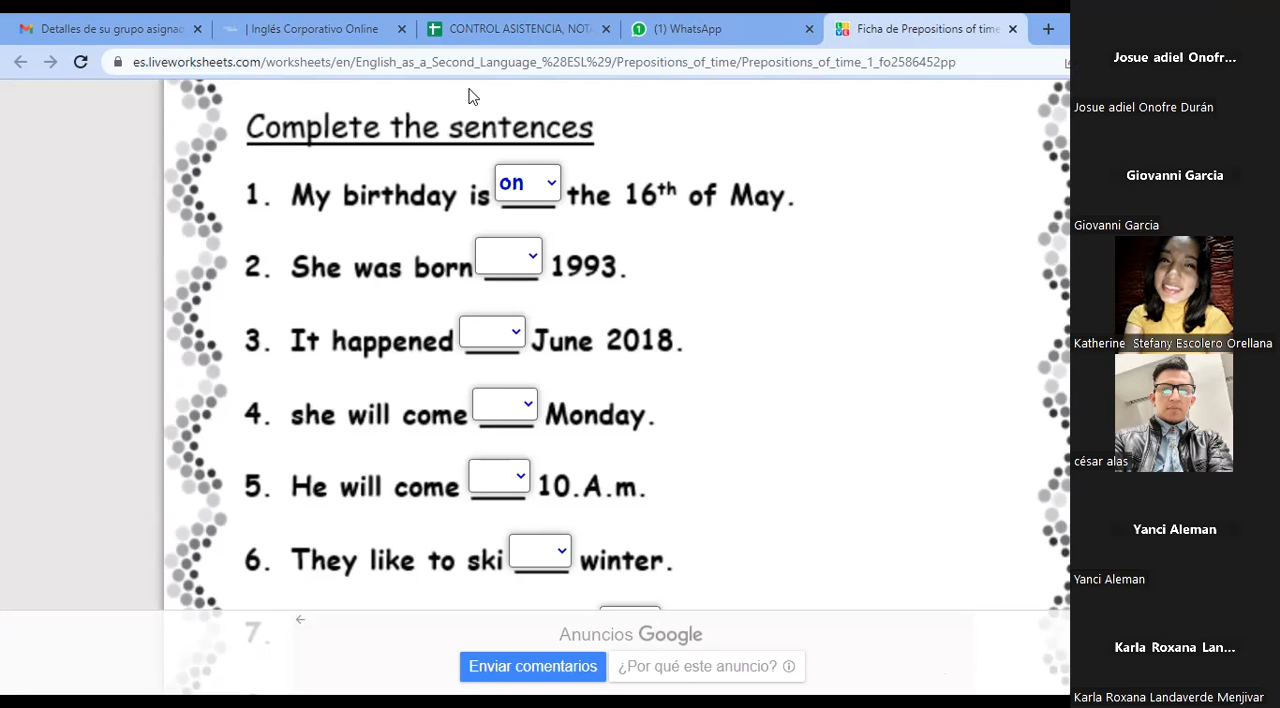 Detalles de su grupo asignac
| Inglés Corporativo Online
CONTROL ASISTENCIA, NOT
(1) WhatsApp
Ficha de Prepositions of time
es.liveworksheets.com/worksheets/en/English_as_a_Second_Language_%28ESL%29/Prepositions_of_time/Prepositions_of_time_1_fo2586452pp
Complete the sentences
1. My birthday is on the 16th of May.
2. She was born 1993.
3. It happened June 2018.
4. she will come Monday.
5. He will come 10.A.m.
6. They like to ski winter.
7.
Anuncios Google
Enviar comentarios
¿Por qué este anuncio?
Josue adiel Onofr...
Josue adiel Onofre Durán
Giovanni Garcia
Giovanni Garcia
Katherine Stefany Escolero Orellana
césar alas
Yanci Aleman
Yanci Aleman
Karla Roxana Lan...
Karla Roxana Landaverde Menjivar